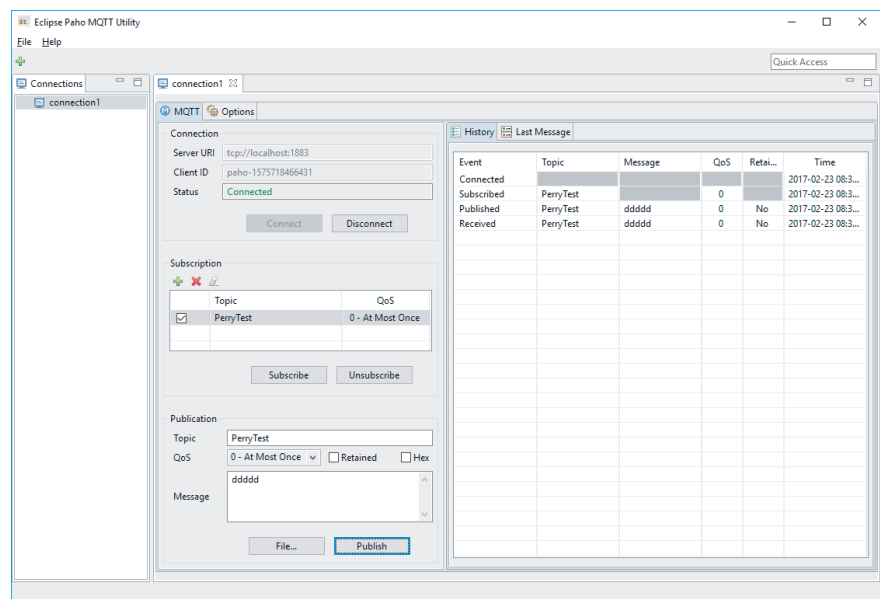 Eclipse Paho MQTT Utility
File Help
Quick Access
Connections
connection1
connection1
MQTT Options
Connection
Server URI tcp://localhost:1883
Client ID paho-1575718466431
Status Connected
Connect Disconnect
Subscription
Topic QoS
PerryTest 0 - At Most Once
Subscribe Unsubscribe
Publication
Topic PerryTest
QoS 0 - At Most Once Retained Hex
Message ddddd
File... Publish
History Last Message
Event Topic Message QoS Retai... Time
Connected 2017-02-23 08:3...
Subscribed PerryTest 0 2017-02-23 08:3...
Published PerryTest ddddd 0 No 2017-02-23 08:3...
Received PerryTest ddddd 0 No 2017-02-23 08:3...